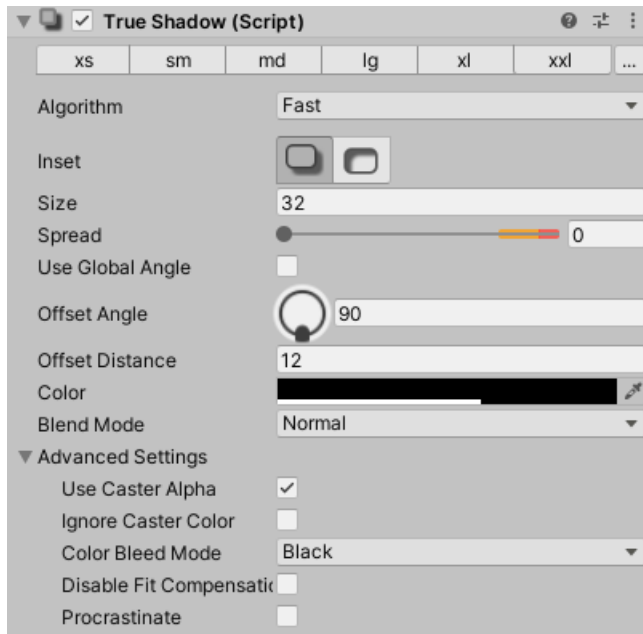 True Shadow (Script)
xs sm md lg xl xxl ...
Algorithm Fast
Inset
Size 32
Spread 0
Use Global Angle
Offset Angle 90
Offset Distance 12
Color
Blend Mode Normal
Advanced Settings
Use Caster Alpha
Ignore Caster Color
Color Bleed Mode Black
Disable Fit Compensatic
Procrastinate